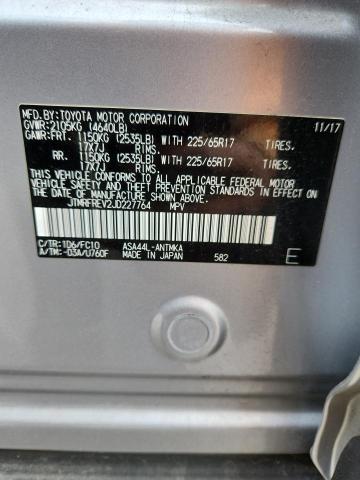 MFD.BY:TOYOTA MOTOR CORPORATION 11/17
GVWR:2105KG (4640LB)
GAWR:FRT. 1150KG (2535LB) WITH 225/65R17 TIRES,
17X7J RIMS.
RR. 1150KG (2535LB) WITH 225/65R17 TIRES,
17X7J RIMS.
THIS VEHICLE CONFORMS TO ALL APPLICABLE FEDERAL MOTOR
VEHICLE SAFETY AND THEFT PREVENTION STANDARDS IN EFFECT ON
THE DATE OF MANUFACTURE SHOWN ABOVE.
JTMRFREV2JD227764 MPV
C/TR:1D6/FC10 ASA44L-ANTMKA
A/TM:-03A/U760F MADE IN JAPAN 582 E